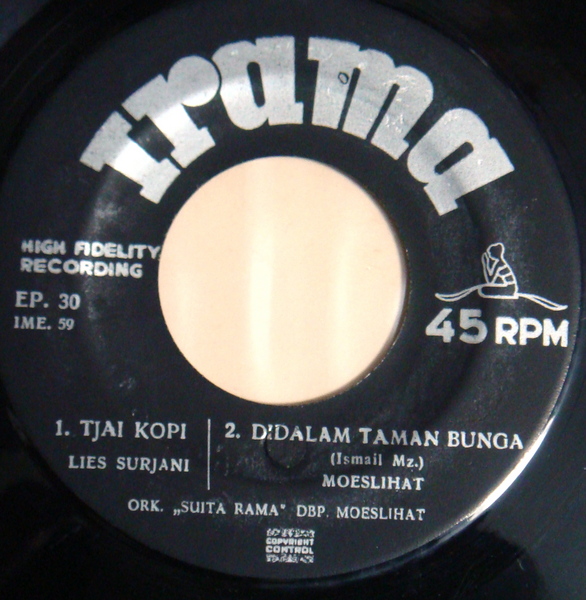 Irama
HIGH FIDELITY
RECORDING
EP. 30
IME. 59
45 RPM
1. TJAI KOPI
LIES SURJANI
2. DIDALAM TAMAN BUNGA
(Ismail Mz.)
MOESLIHAT
ORK. „SUITA RAMA" DBP. MOESLIHAT
COPYRIGHT
CONTROL